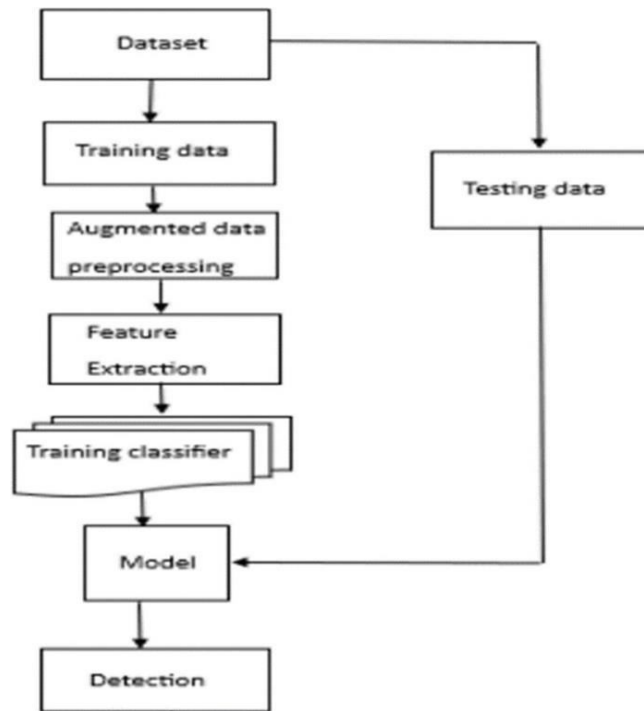 Dataset
Training data
Testing data
Augmented data
preprocessing
Feature
Extraction
Training classifier
Model
Detection